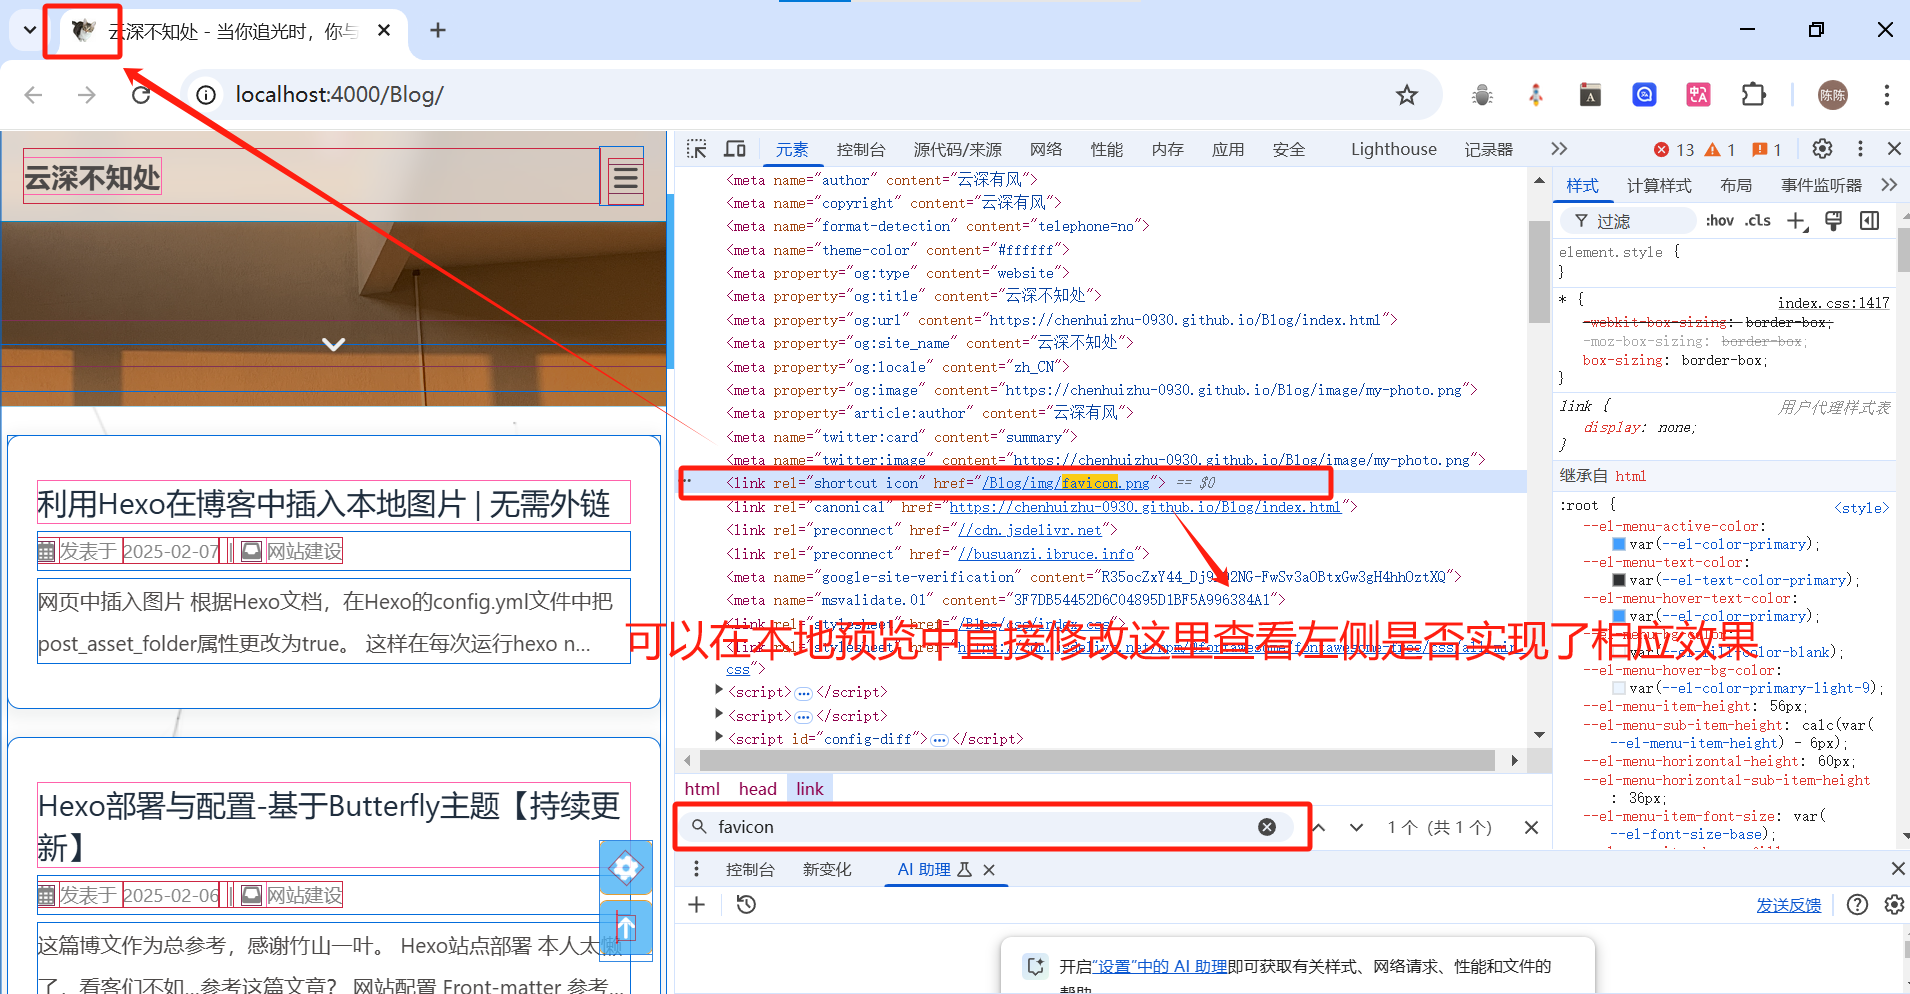 云深不知处 - 当你追光时，你与
localhost:4000/Blog/
陈陈
云深不知处
利用Hexo在博客中插入本地图片 | 无需外链
发表于 2025-02-07 | 网站建设
网页中插入图片 根据Hexo文档，在Hexo的config.yml文件中把
post_asset_folder属性更改为true。 这样在每次运行hexo n...
Hexo部署与配置-基于Butterfly主题【持续更
新】
发表于 2025-02-06 | 网站建设
这篇博文作为总参考，感谢竹山一叶。 Hexo站点部署 本人太懒
了，看客们不如...参考这篇文章？ 网站配置 Front-matter 参考...
元素 控制台 源代码/来源 网络 性能 内存 应用 安全 Lighthouse 记录器 13 1 1
<meta name="author" content="云深有风">
<meta name="copyright" content="云深有风">
<meta name="format-detection" content="telephone=no">
<meta name="theme-color" content="#ffffff">
<meta property="og:type" content="website">
<meta property="og:title" content="云深不知处">
<meta property="og:url" content="https://chenhuizhu-0930.github.io/Blog/index.html">
<meta property="og:site_name" content="云深不知处">
<meta property="og:locale" content="zh_CN">
<meta property="og:image" content="https://chenhuizhu-0930.github.io/Blog/image/my-photo.png">
<meta property="article:author" content="云深有风">
<meta name="twitter:card" content="summary">
<meta name="twitter:image" content="https://chenhuizhu-0930.github.io/Blog/image/my-photo.png">
<link rel="shortcut icon" href="/Blog/img/favicon.png"> == $0
<link rel="canonical" href="https://chenhuizhu-0930.github.io/Blog/index.html">
<link rel="preconnect" href="//cdn.jsdelivr.net">
<link rel="preconnect" href="//busuanzi.ibruce.info">
<meta name="google-site-verification" 
<meta name="msvalidate.01" content="3F7DB54452D6C04895D1BF5A996384A1">
<link rel="stylesheet" href="/Blog/css/index.css">
可以在本地预览中直接修改这里查看左侧是否实现了相应效果
css">
<script> ... </script>
<script> ... </script>
<script id="config-diff"> ... </script>
html head link
favicon
1 个 (共 1 个)
控制台 新变化 AI 助理
发送反馈
开启“设置”中的 AI 助理即可获取有关样式、网络请求、性能和文件的
帮助
样式 计算样式 布局 事件监听器
过滤 :hov .cls
element.style {
}
* { index.css:1417
-webkit-box-sizing: border-box;
-moz-box-sizing: border-box;
box-sizing: border-box;
}
link { 用户代理样式表
display: none;
}
继承自 html
:root { <style>
--el-menu-active-color:
var(--el-color-primary);
--el-menu-text-color:
var(--el-text-color-primary);
--el-menu-hover-text-color:
var(--el-color-primary);
--el-menu-bg-color:
--el-menu-hover-bg-color:
var(--el-color-primary-light-9);
--el-menu-item-height: 56px;
--el-menu-sub-item-height: calc(var(
--el-menu-item-height) - 6px);
--el-menu-horizontal-height: 60px;
--el-menu-horizontal-sub-item-height
: 36px;
--el-menu-item-font-size: var(
--el-font-size-base);